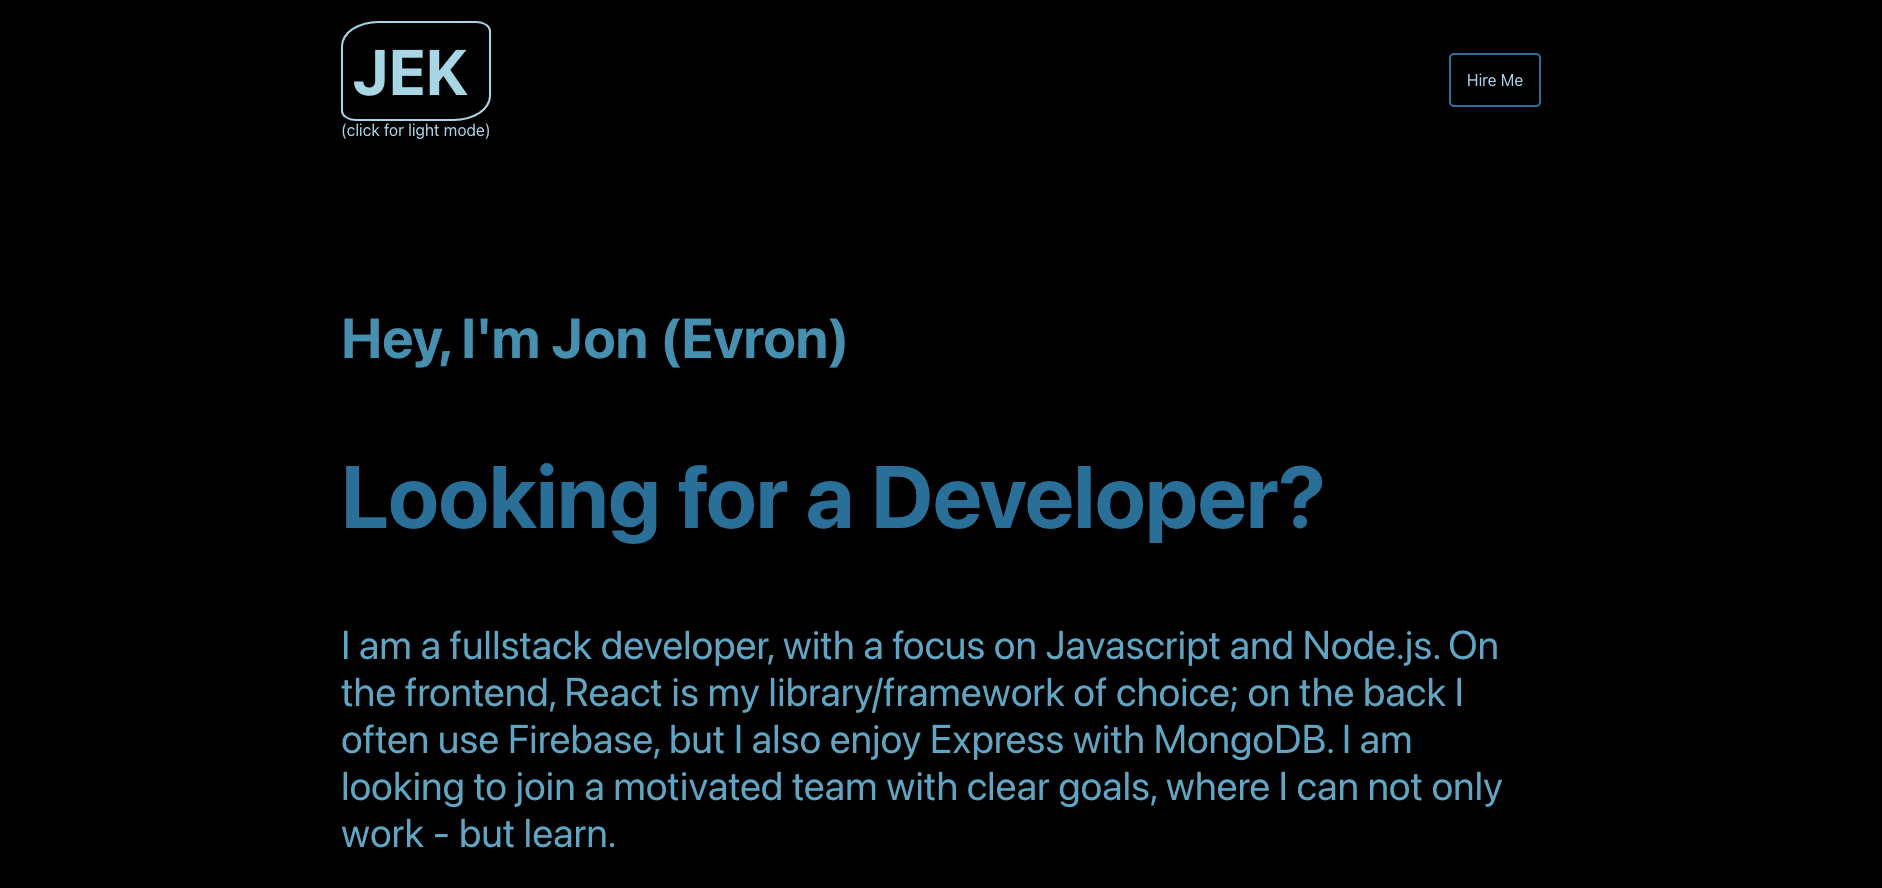 JEK
(click for light mode)
Hire Me
Hey, I'm Jon (Evron)
Looking for a Developer?
I am a fullstack developer, with a focus on Javascript and Node.js. On
the frontend, React is my library/framework of choice; on the back I
often use Firebase, but I also enjoy Express with MongoDB. I am
looking to join a motivated team with clear goals, where I can not only
work - but learn.